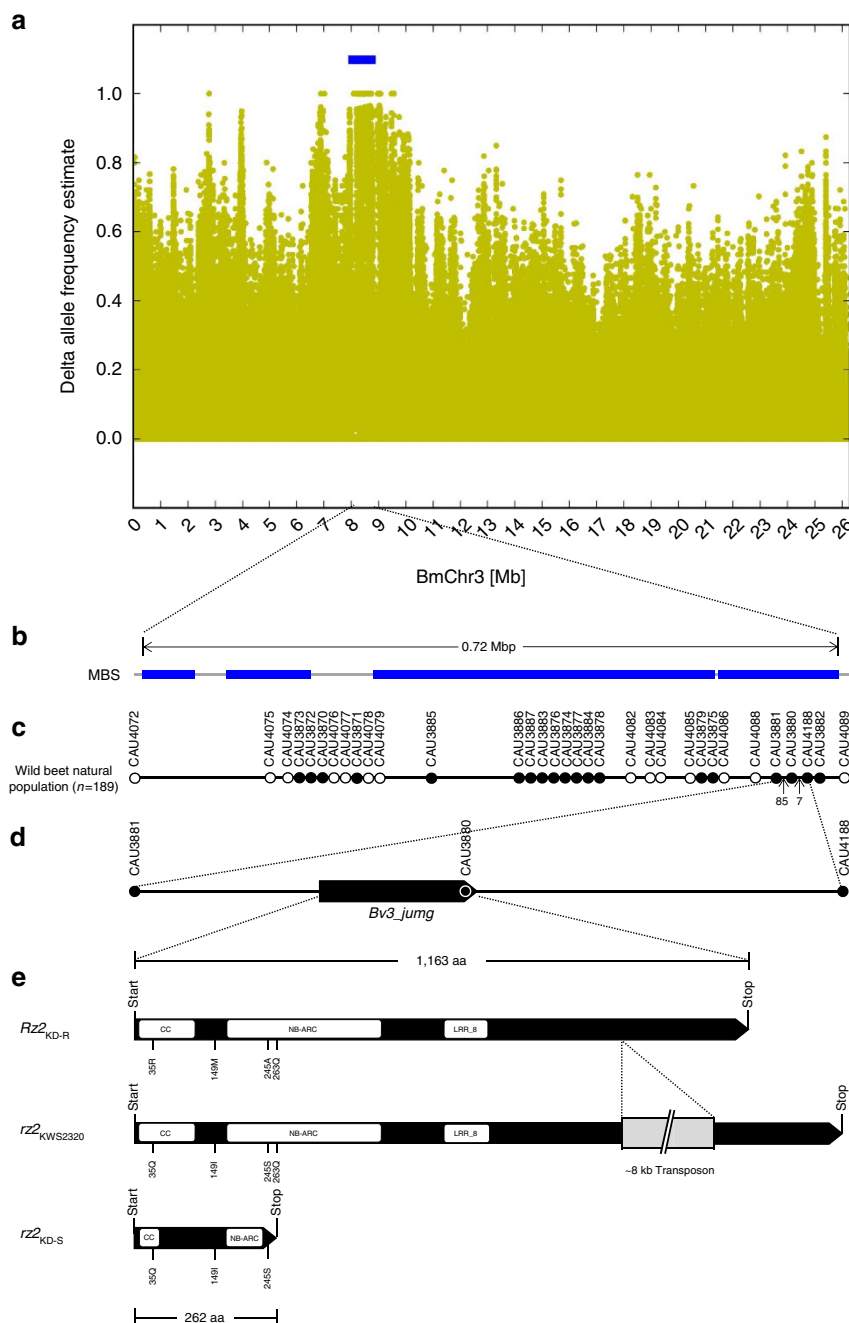 a
Delta allele frequency estimate
1.0
0.8
0.6
0.4
0.2
0.0
0 1 2 3 4 5 6 7 8 9 10 11 12 13 14 15 16 17 18 19 20 21 22 23 24 25 26
BmChr3 [Mb]
b
0.72 Mbp
MBS
c
CAU4072 CAU4075 CAU4074 CAU3873 CAU3872 CAU3870 CAU4076 CAU4077 CAU3871 CAU4078 CAU4079 CAU3885 CAU3886 CAU3887 CAU3883 CAU3876 CAU3874 CAU3877 CAU3884 CAU3878 CAU4082 CAU4083 CAU4084 CAU4085 CAU3879 CAU3875 CAU4086 CAU4088 CAU3881 CAU3880 CAU4188 CAU3882 CAU4089
Wild beet natural
population (n=189)
85 7
d
CAU3881 CAU3880 CAU4188
Bv3_jumg
1,163 aa
e
Start Stop
Rz2KD-R
CC NB-ARC LRR_8
35R 149M 245A 263Q
Start Stop
rz2KWS2320
CC NB-ARC LRR_8
35Q 149I 245S 263Q
~8 kb Transposon
Start Stop
rz2KD-S
CC NB-ARC
35Q 149I 245S
262 aa